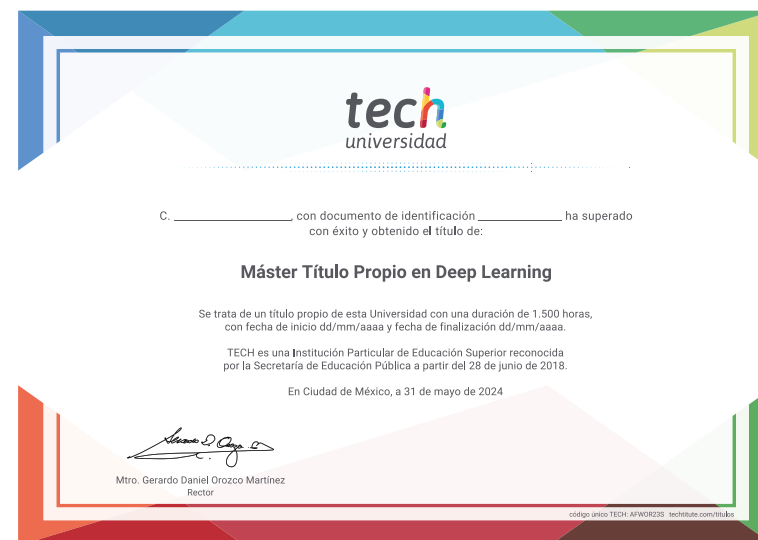 tech
universidad
C. __________________, con documento de identificación _____________ ha superado
con éxito y obtenido el título de:
Máster Título Propio en Deep Learning
Se trata de un título propio de esta Universidad con una duración de 1.500 horas,
con fecha de inicio dd/mm/aaaa y fecha de finalización dd/mm/aaaa.
TECH es una Institución Particular de Educación Superior reconocida
por la Secretaría de Educación Pública a partir del 28 de junio de 2018.
En Ciudad de México, a 31 de mayo de 2024
Mtro. Gerardo Daniel Orozco Martínez
Rector
código único TECH: AFWOR23S techtitute.com/titulos